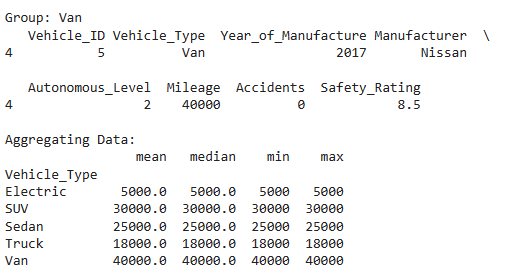 Group: Van
   Vehicle_ID Vehicle_Type  Year_of_Manufacture Manufacturer  \
4           5          Van                 2017       Nissan

   Autonomous_Level  Mileage  Accidents  Safety_Rating
4                 2    40000          0            8.5

Aggregating Data:
                 mean   median    min    max
Vehicle_Type
Electric       5000.0   5000.0   5000   5000
SUV           30000.0  30000.0  30000  30000
Sedan         25000.0  25000.0  25000  25000
Truck         18000.0  18000.0  18000  18000
Van           40000.0  40000.0  40000  40000